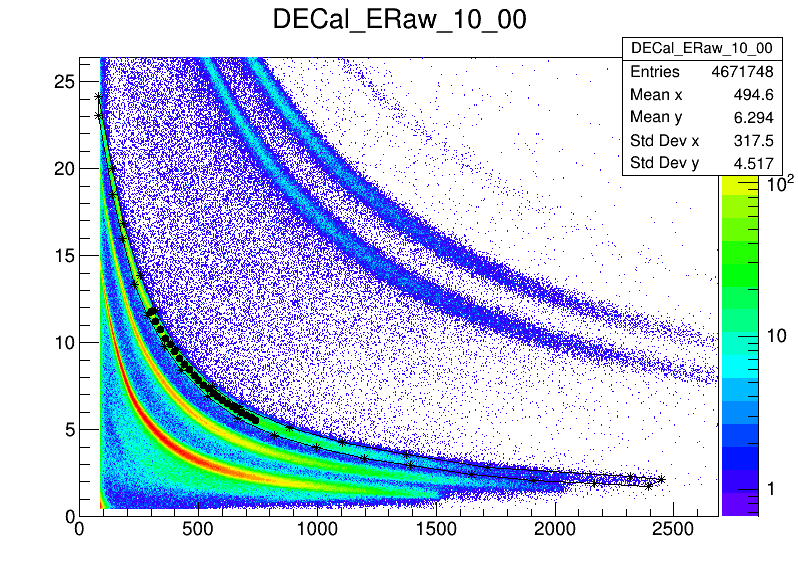 DECal_ERaw_10_00
DECal_ERaw_10_00
Entries 4671748
Mean x 494.6
Mean y 6.294
Std Dev x 317.5
Std Dev y 4.517
25
20
15
10
5
0
10²
10
1
0 500 1000 1500 2000 2500